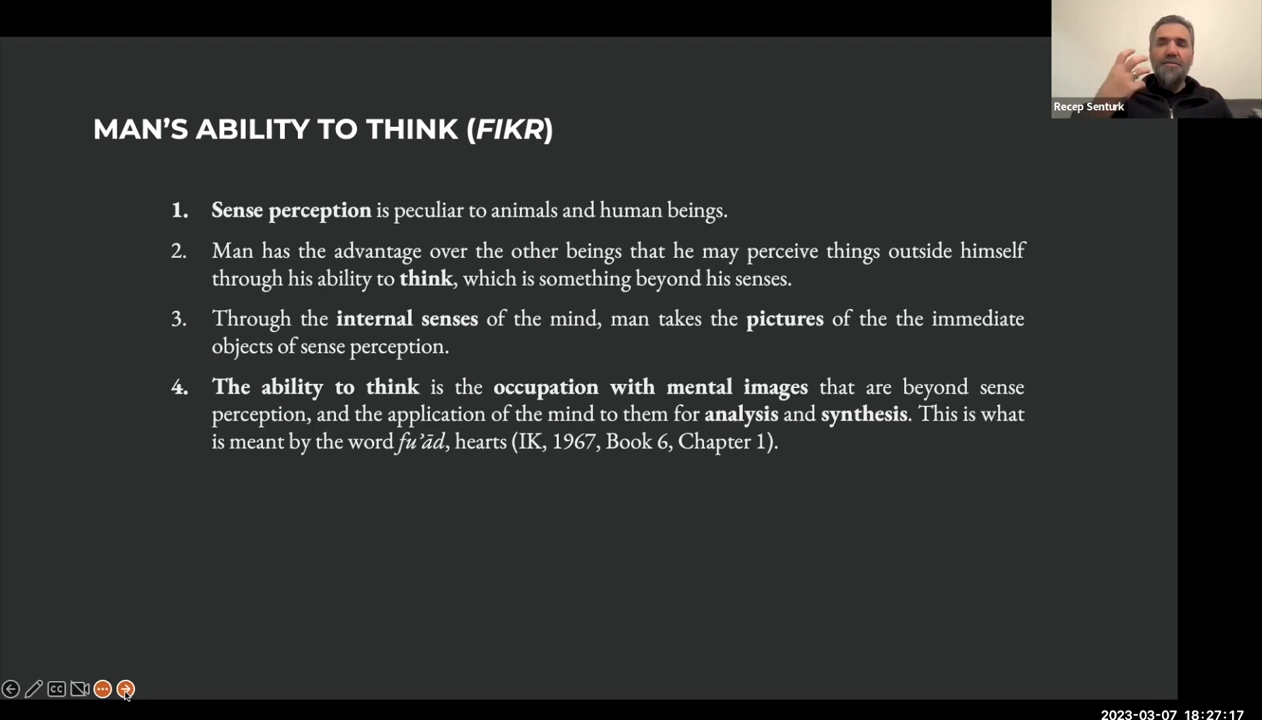 Recep Senturk
MAN'S ABILITY TO THINK (FIKR)
1. Sense perception is peculiar to animals and human beings.
2. Man has the advantage over the other beings that he may perceive things outside himself
through his ability to think, which is something beyond his senses.
3. Through the internal senses of the mind, man takes the pictures of the the immediate
objects of sense perception.
4. The ability to think is the occupation with mental images that are beyond sense
perception, and the application of the mind to them for analysis and synthesis. This is what
is meant by the word fu'ād, hearts (IK, 1967, Book 6, Chapter 1).
CC
2023-03-07 18:27:17